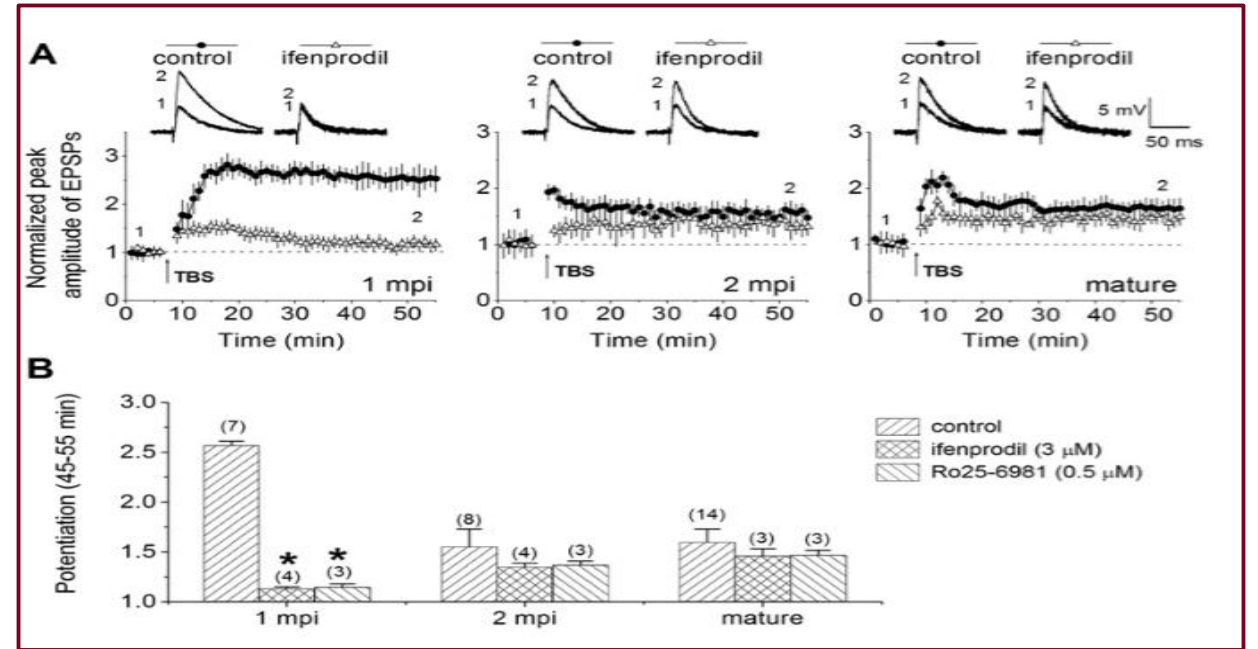 A
control
ifenprodil
2
1
2
1
Normalized peak
amplitude of EPSPs
3
2
1
1
2
TBS
1 mpi
0 10 20 30 40 50
Time (min)
control
ifenprodil
2
1
2
1
3
2
1
0
1
2
TBS
2 mpi
0 10 20 30 40 50
Time (min)
control
ifenprodil
2
1
2
1
5 mV
50 ms
3
2
1
0
1
2
TBS
mature
0 10 20 30 40 50
Time (min)
B
Potentiation (45-55 min)
3.0
2.5
2.0
1.5
1.0
(7)
* *
(4) (3)
(8)
(4) (3)
(14)
(3) (3)
1 mpi 2 mpi mature
control
ifenprodil (3 μM)
Ro25-6981 (0.5 μM)